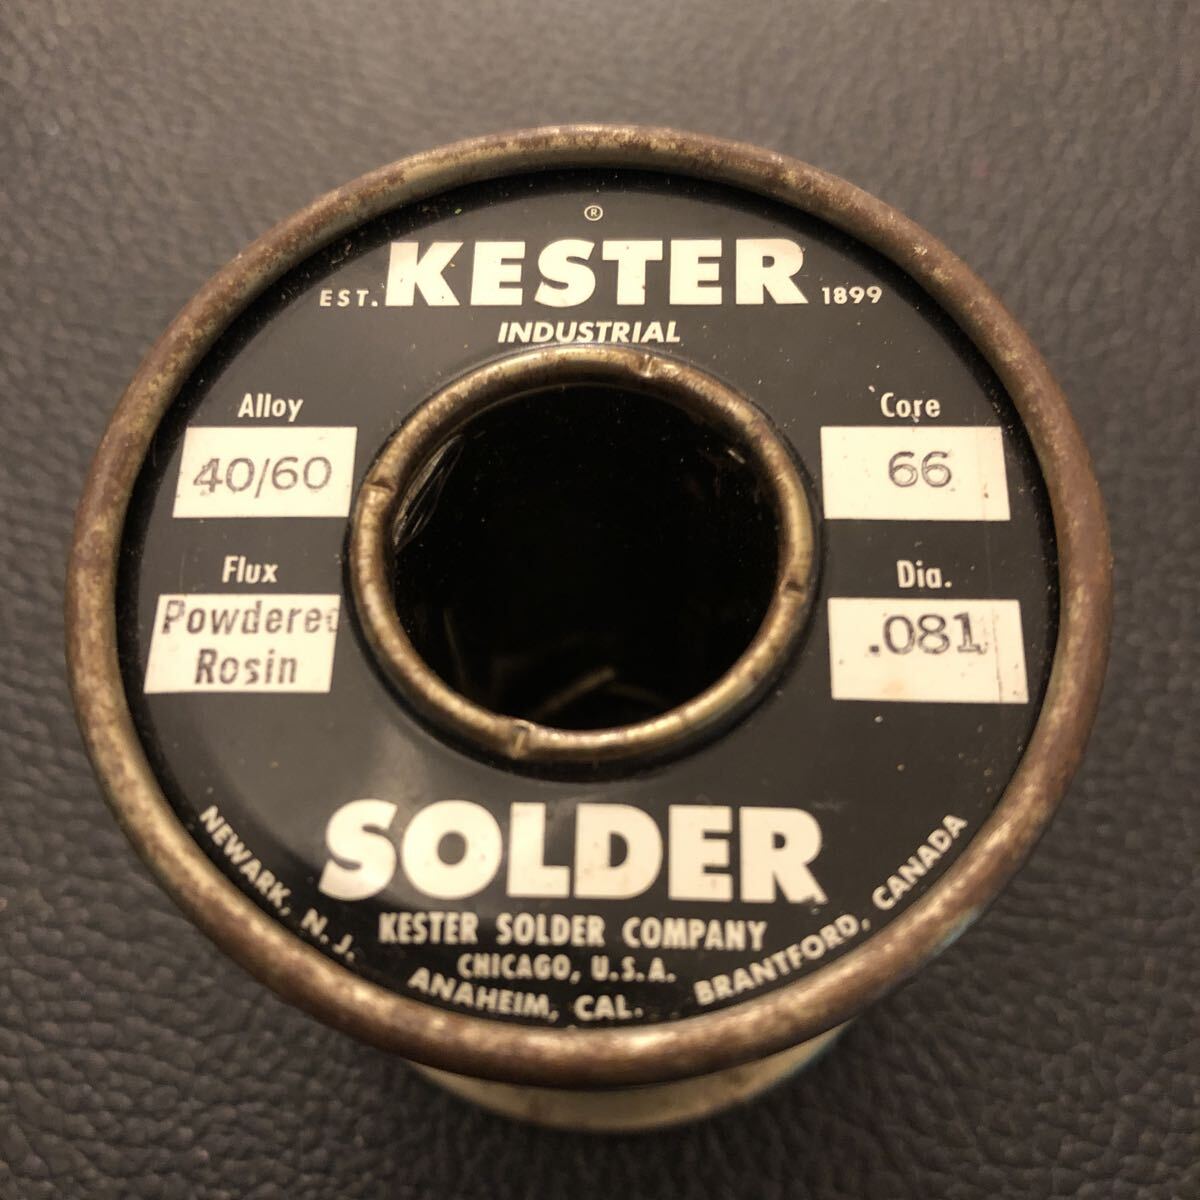 ®
EST. KESTER 1899
INDUSTRIAL
Alloy
40/60
Core
66
Flux
Powdered
Rosin
Dia.
.081
SOLDER
KESTER SOLDER COMPANY
CHICAGO, U.S.A.
NEWARK, N. J.
ANAHEIM, CAL.
BRANTFORD, CANADA